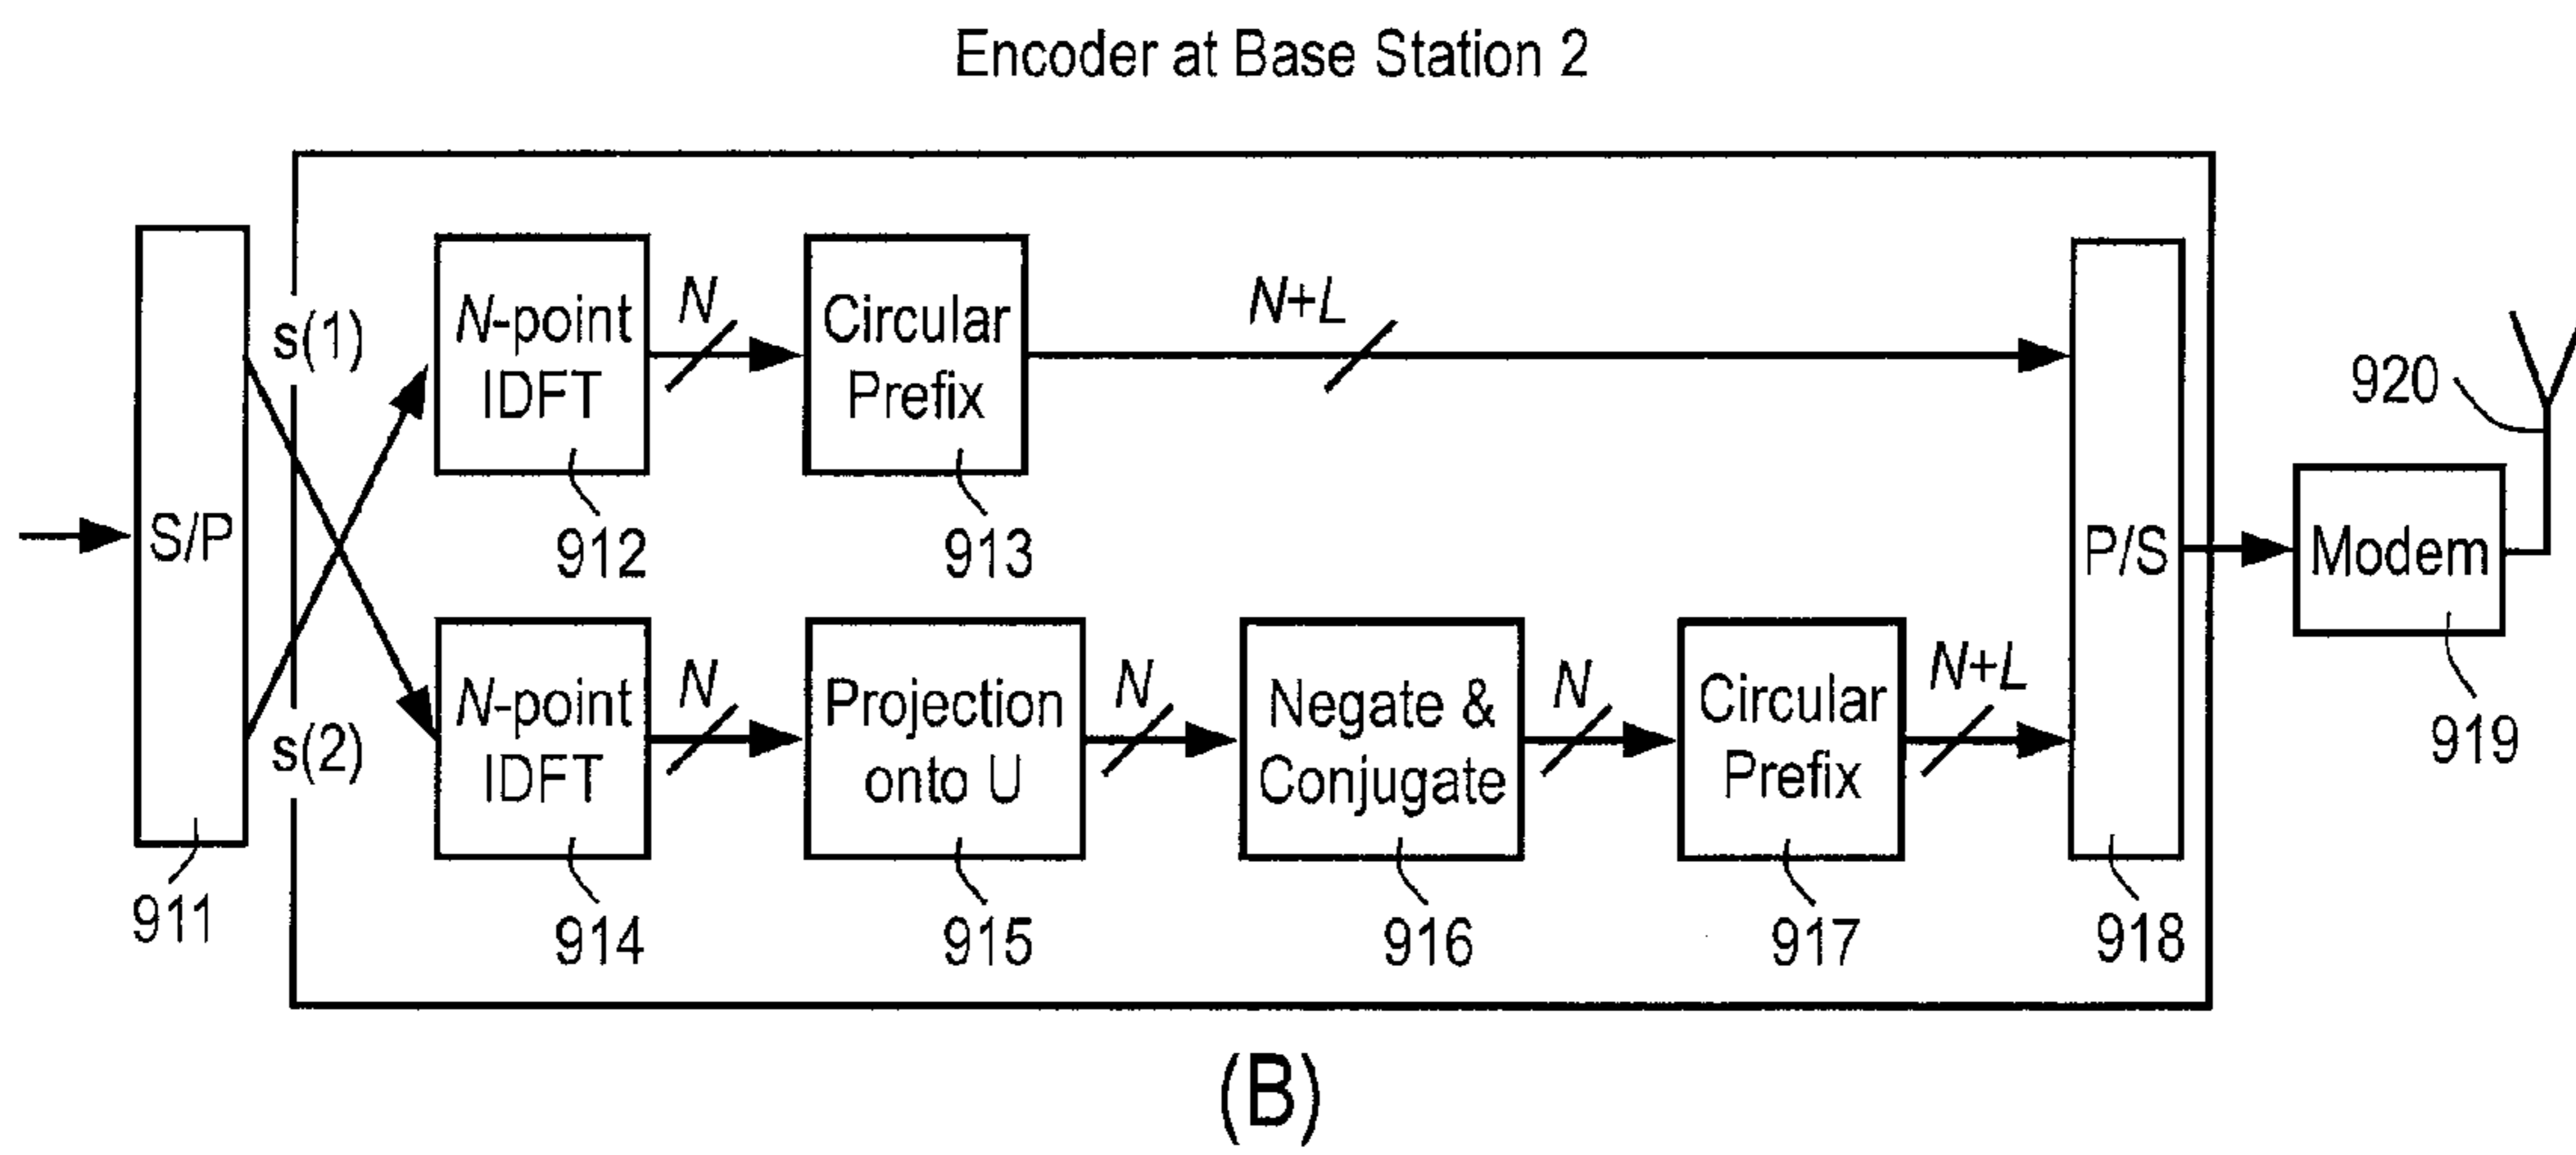 Encoder at Base Station 2
S/P
s(1)
s(2)
911
N-point
IDFT
912
N
Circular
Prefix
913
N+L
N-point
IDFT
914
N
Projection
onto U
915
N
Negate &
Conjugate
916
N
Circular
Prefix
917
N+L
P/S
918
Modem
919
920
(B)